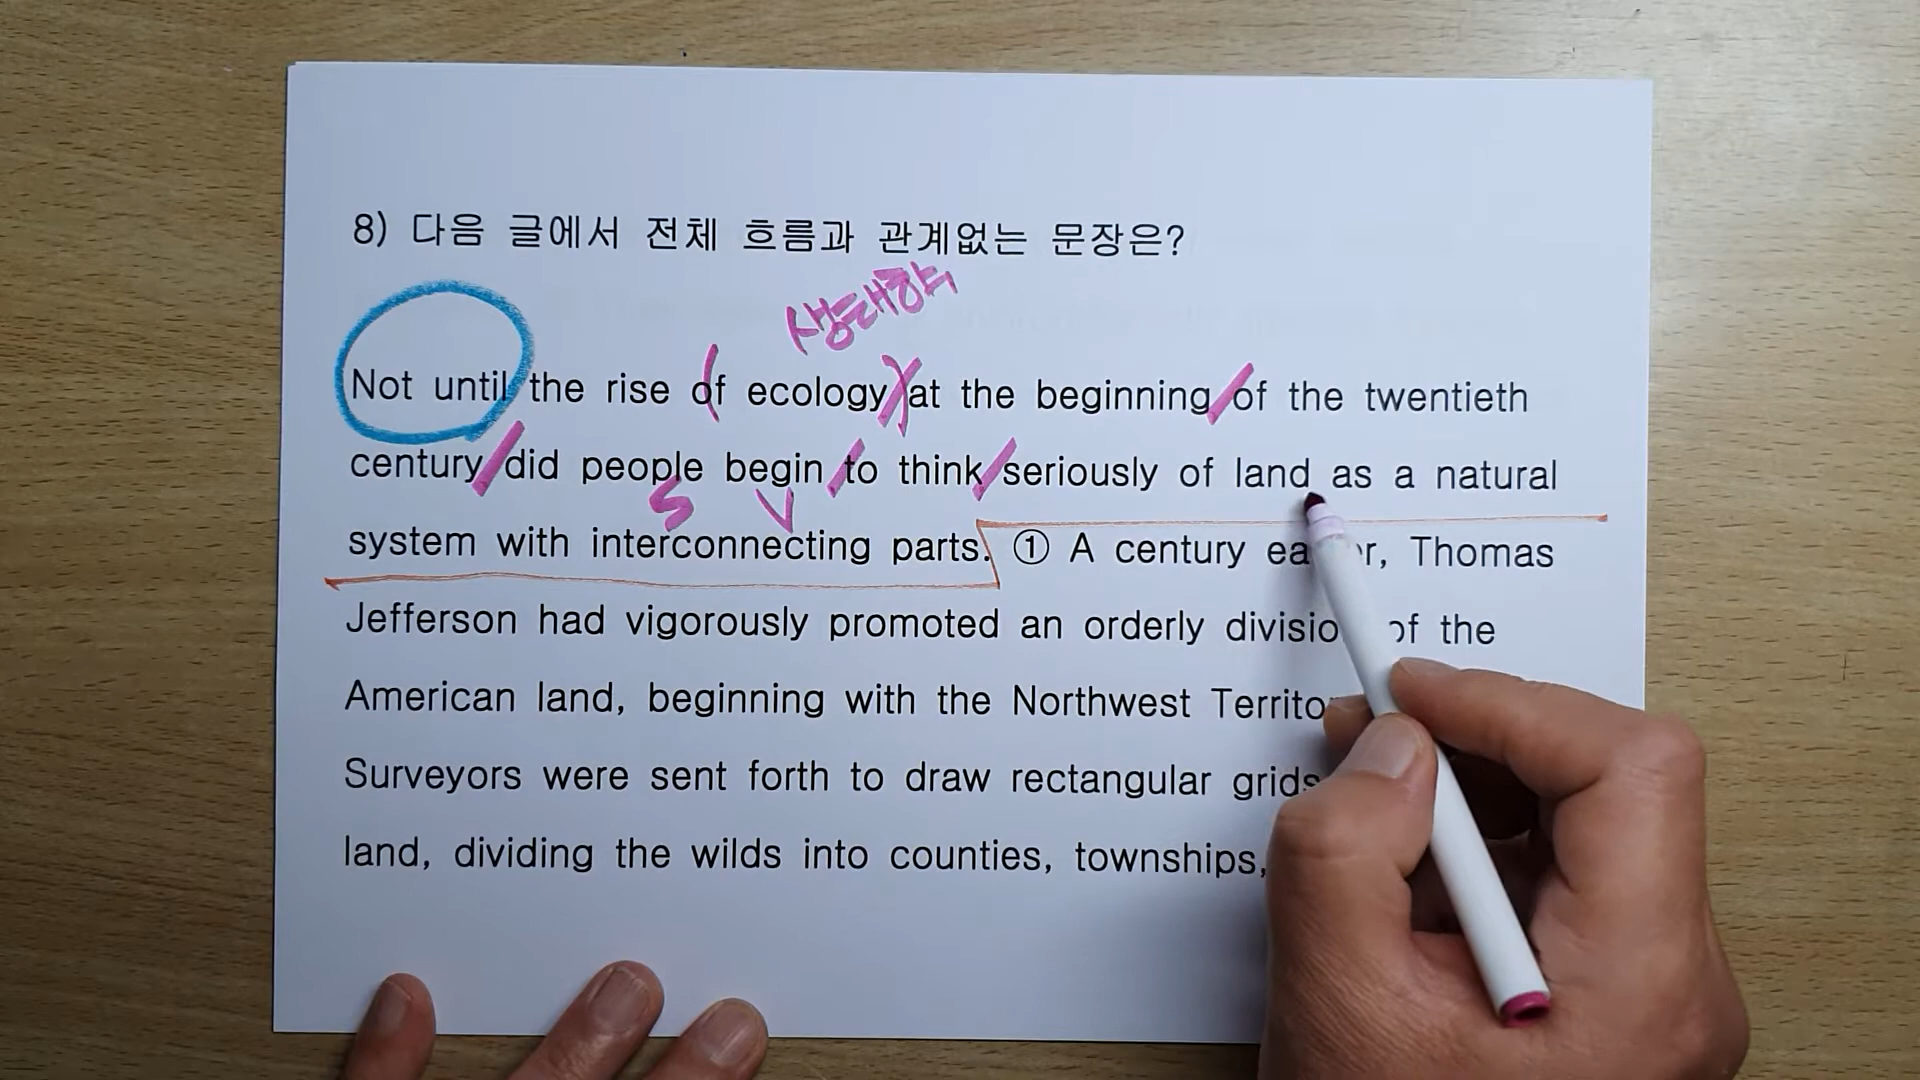 8) 다음 글에서 전체 흐름과 관계없는 문장은?
생태학의
Not until the rise of ecology at the beginning of the twentieth
century did people begin to think seriously of land as a natural
S V
system with interconnecting parts. ① A century, Thomas
Jefferson had vigorously promoted an orderly of the
American land, beginning with the Northwest
Surveyors were sent forth to draw rectangular grids
land, dividing the wilds into counties, townships,